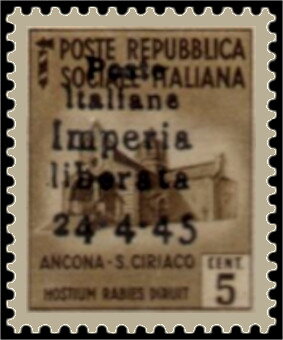 POSTE REPUBBLICA
SOCIALE ITALIANA
Poste
Italiane
Imperia
liberata
24-4-45
ANCONA - S. CIRIACO
HOSTIUM RABIES DIRUIT
CENT.
5